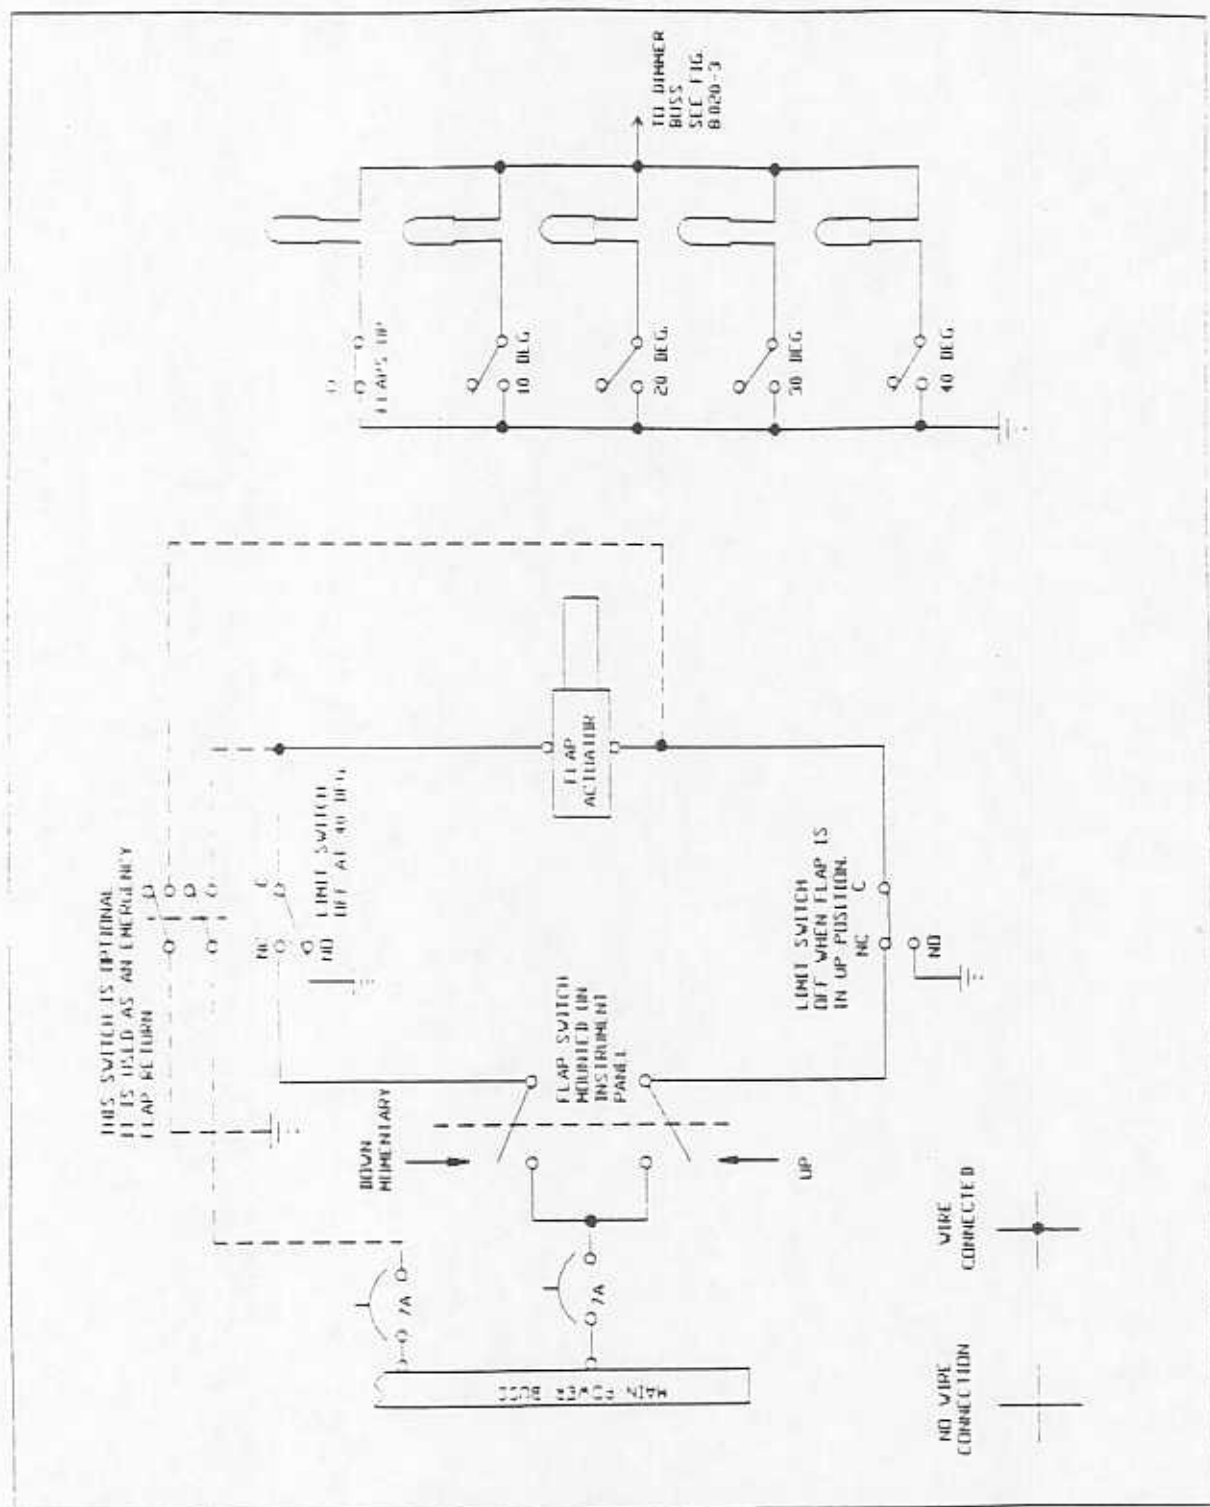 THIS SWITCH IS OPTIONAL
IT IS USED AS AN EMERGENCY
FLAP RETURN
NC
C
NO
LIMIT SWITCH
OFF AT 40 DEG.
FLAPS UP
10 DEG.
20 DEG.
30 DEG.
40 DEG.
TO DIMMER
BUSS
SEE FIG.
8.020-3
7A
7A
MAIN POWER BUSS
DOWN
MOMENTARY
FLAP SWITCH
MOUNTED ON
INSTRUMENT
PANEL
UP
FLAP
ACTUATOR
LIMIT SWITCH
OFF WHEN FLAP IS
IN UP POSITION.
NC
C
NO
NO WIRE
CONNECTION
WIRE
CONNECTED